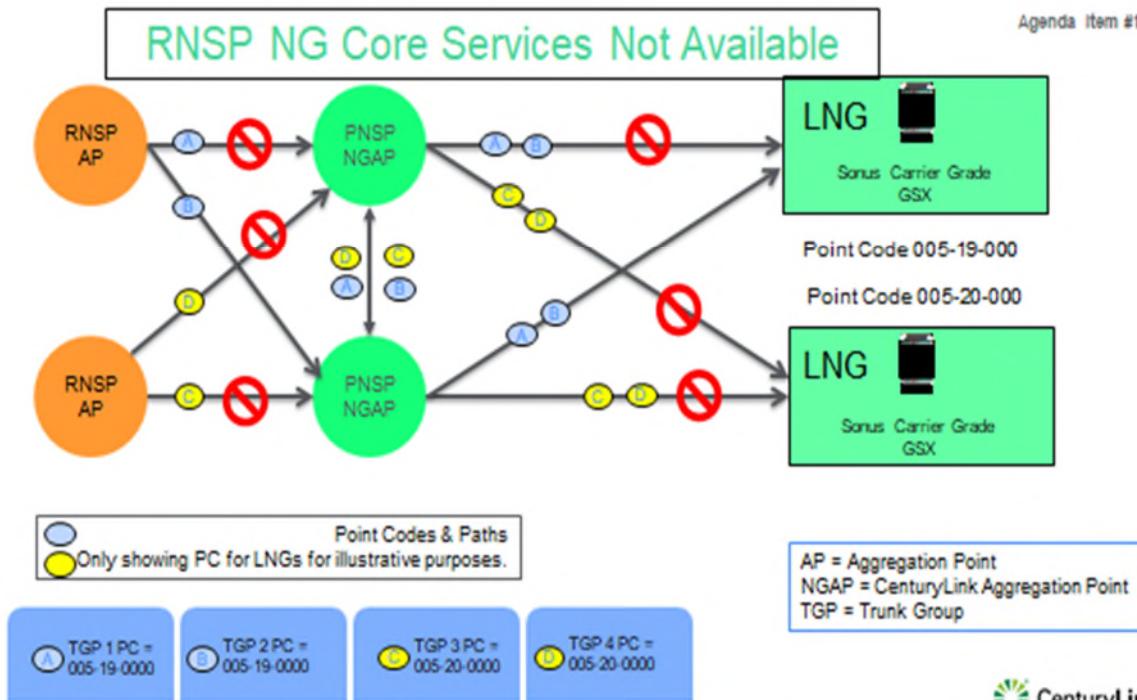 Agenda Item #1
RNSP NG Core Services Not Available
RNSP
AP
A
PNSP
NGAP
A B
LNG
Sonus Carrier Grade
GSX
B
C
D
D C
A B
Point Code 005-19-000
Point Code 005-20-000
D
B
A
RNSP
AP
C
PNSP
NGAP
C D
LNG
Sonus Carrier Grade
GSX
Point Codes & Paths
Only showing PC for LNGs for illustrative purposes.
AP = Aggregation Point
NGAP = CenturyLink Aggregation Point
TGP = Trunk Group
A TGP 1 PC =
005-19-0000
B TGP 2 PC =
005-19-0000
C TGP 3 PC =
005-20-0000
D TGP 4 PC =
005-20-0000